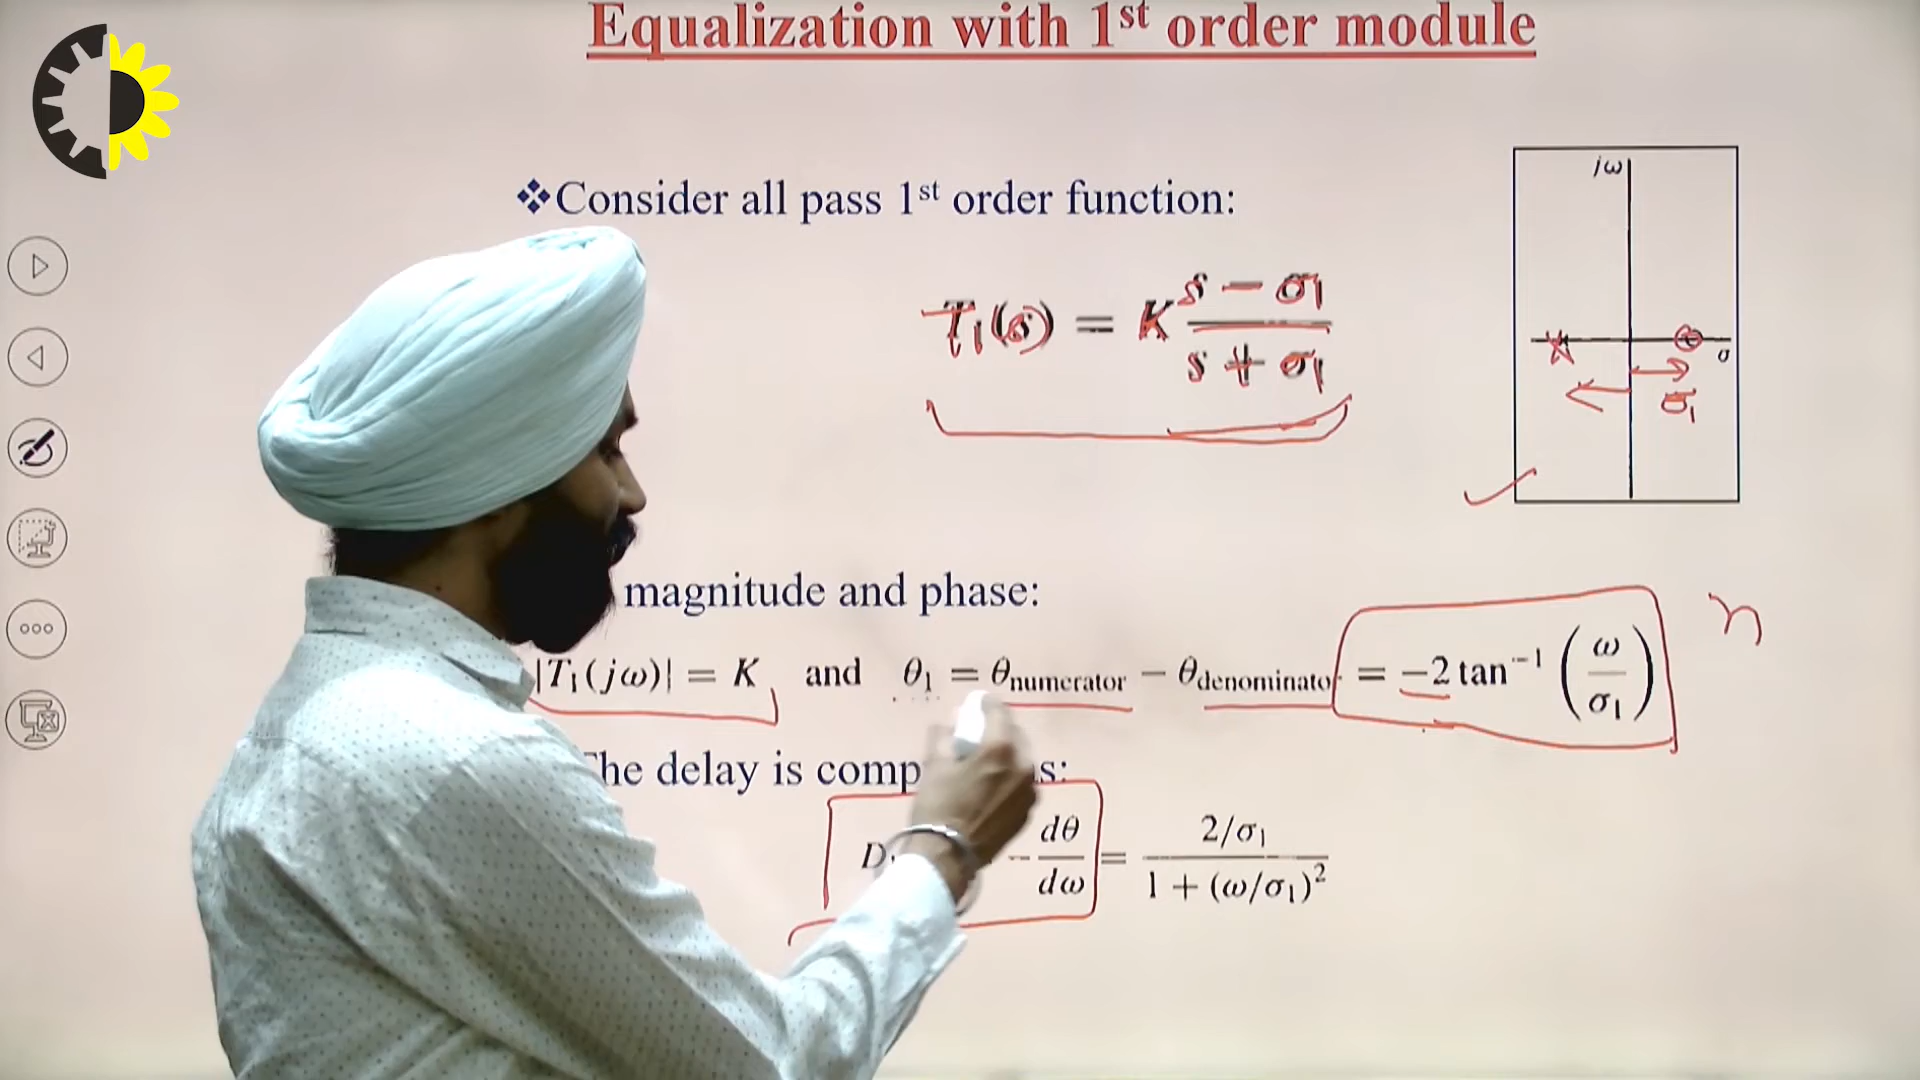 Equalization with 1st order module
❖Consider all pass 1st order function:
T₁(s) = K (s − σ₁)/(s + σ₁)
jω
σ
σ₁
magnitude and phase:
n
|T₁(jω)| = K and θ₁ = θnumerator − θdenominato = −2 tan⁻¹ (ω/σ₁)
he delay is comp s:
D − dθ/dω = (2/σ₁)/(1 + (ω/σ₁)²)